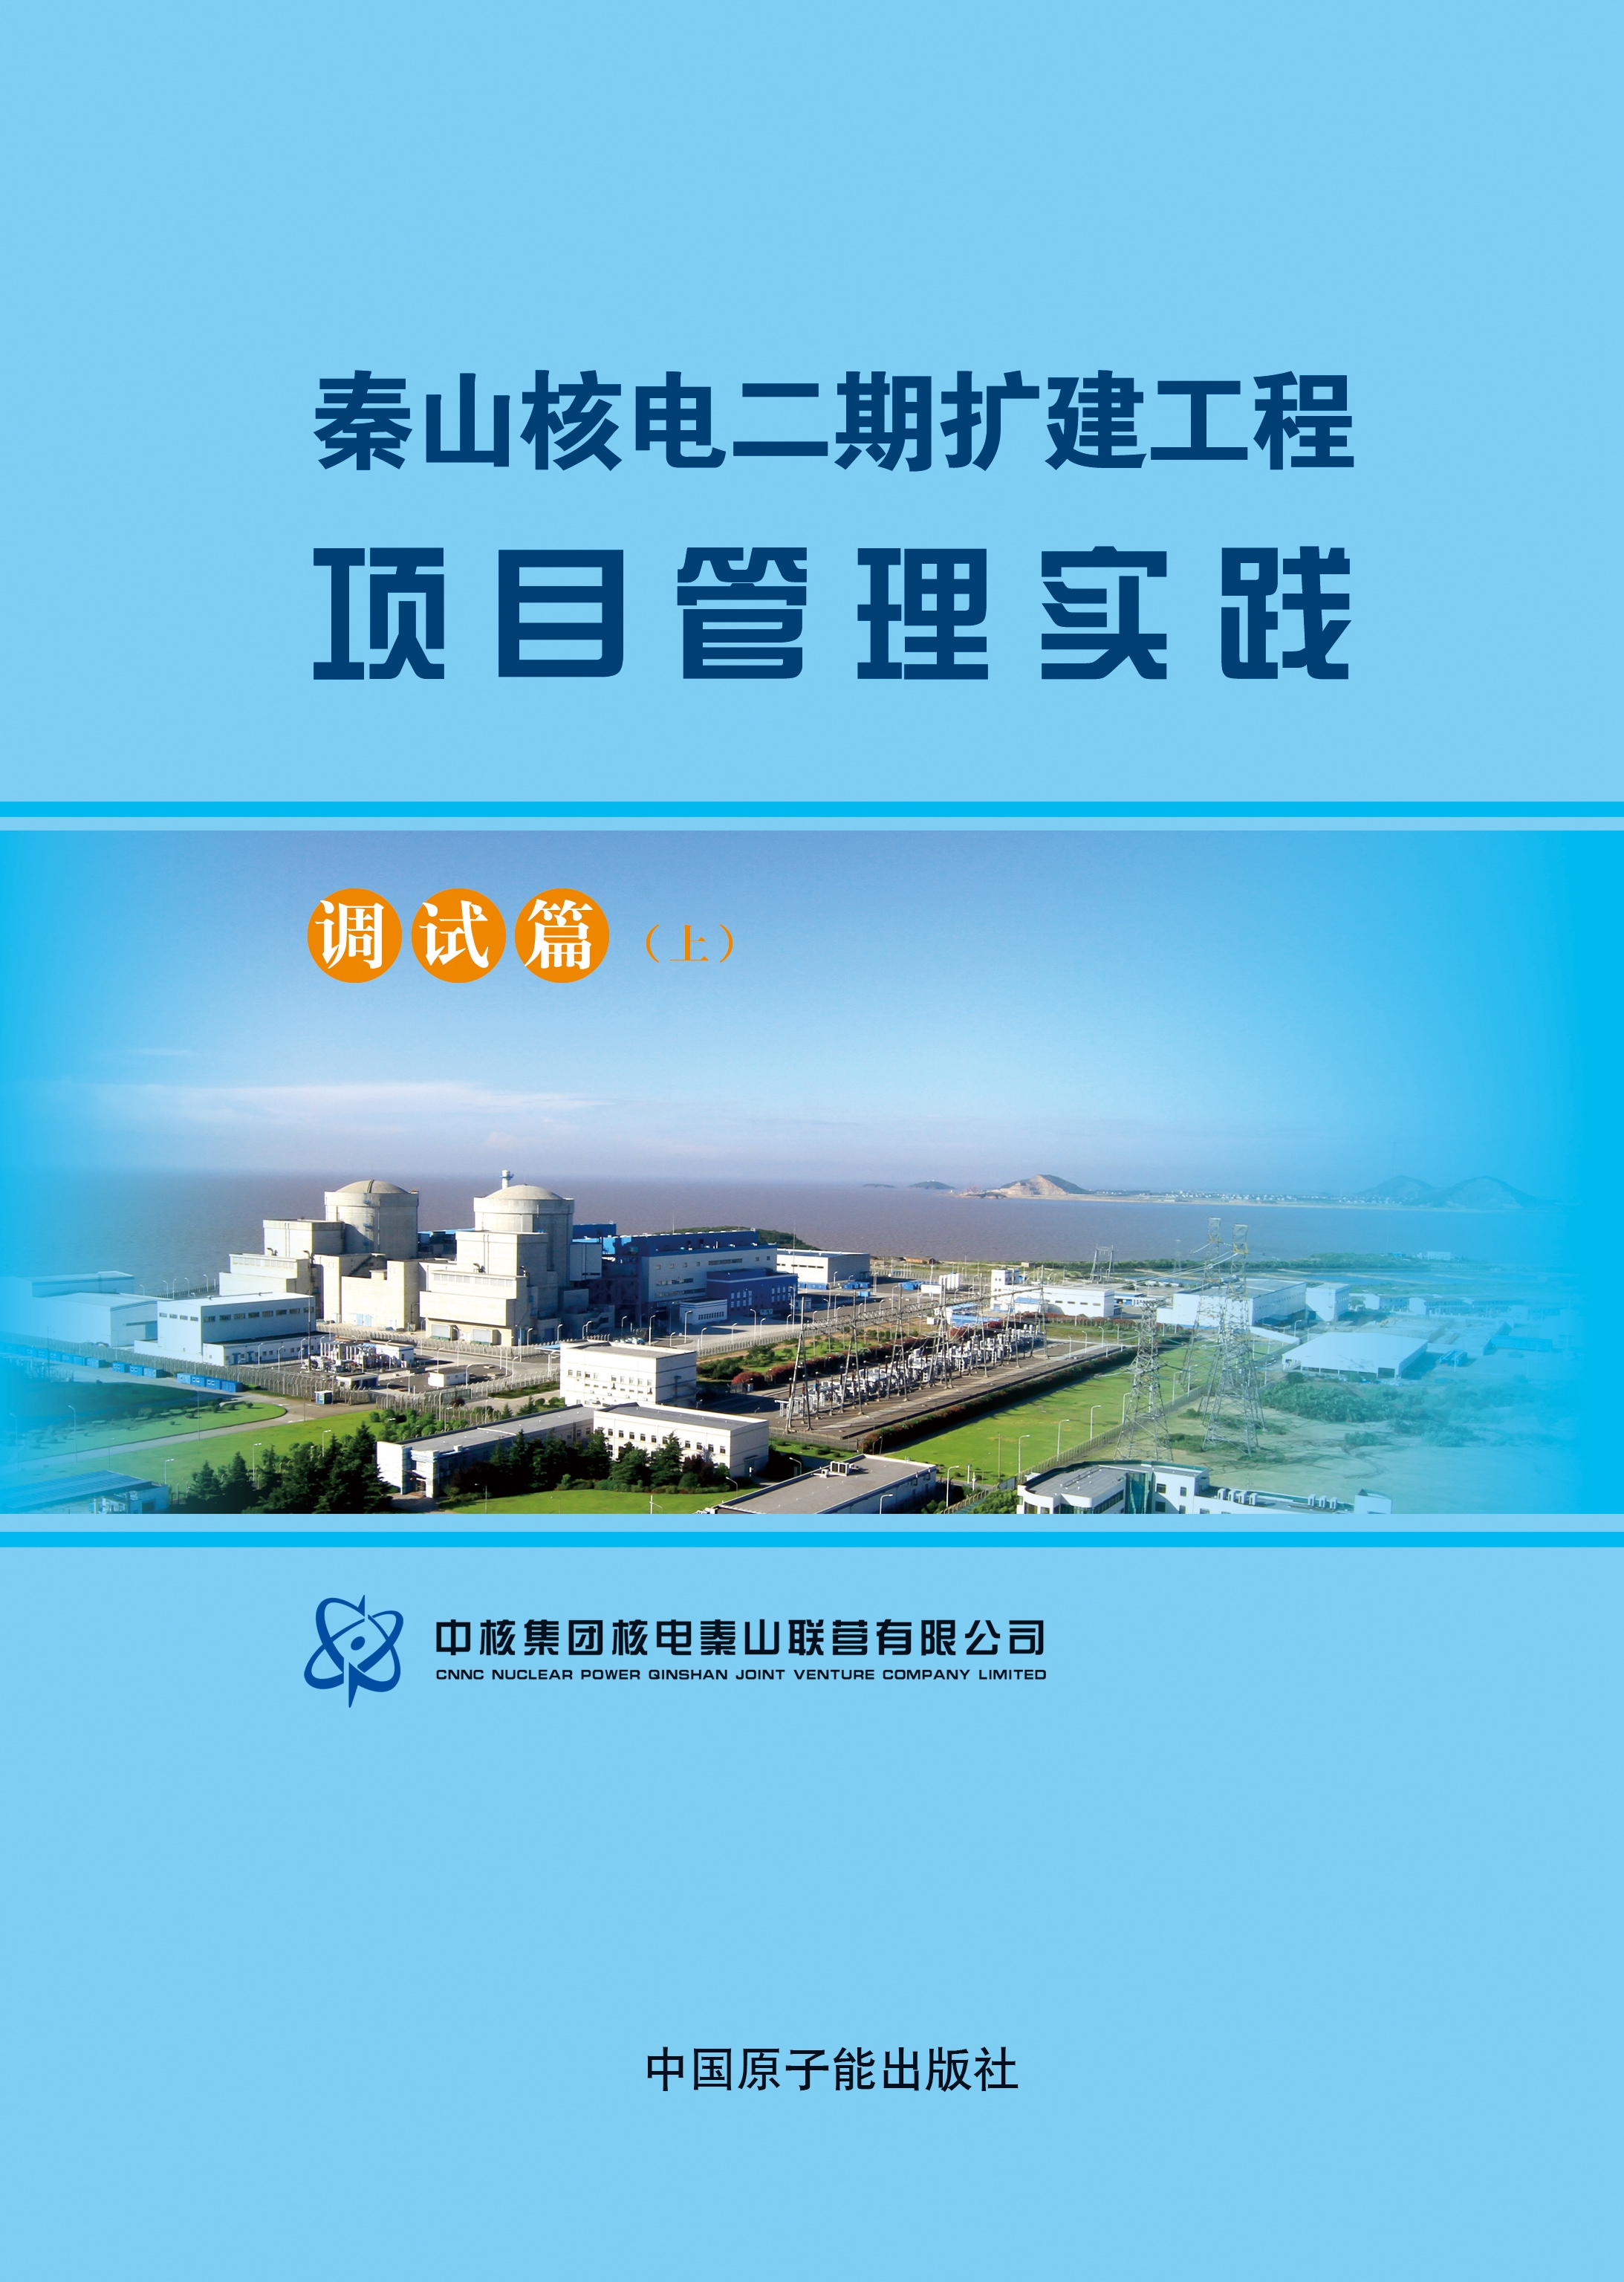 秦山核电二期扩建工程
项目管理实践
调试篇（上）
中核集团核电秦山联营有限公司
CNNC NUCLEAR POWER QINSHAN JOINT VENTURE COMPANY LIMITED
中国原子能出版社